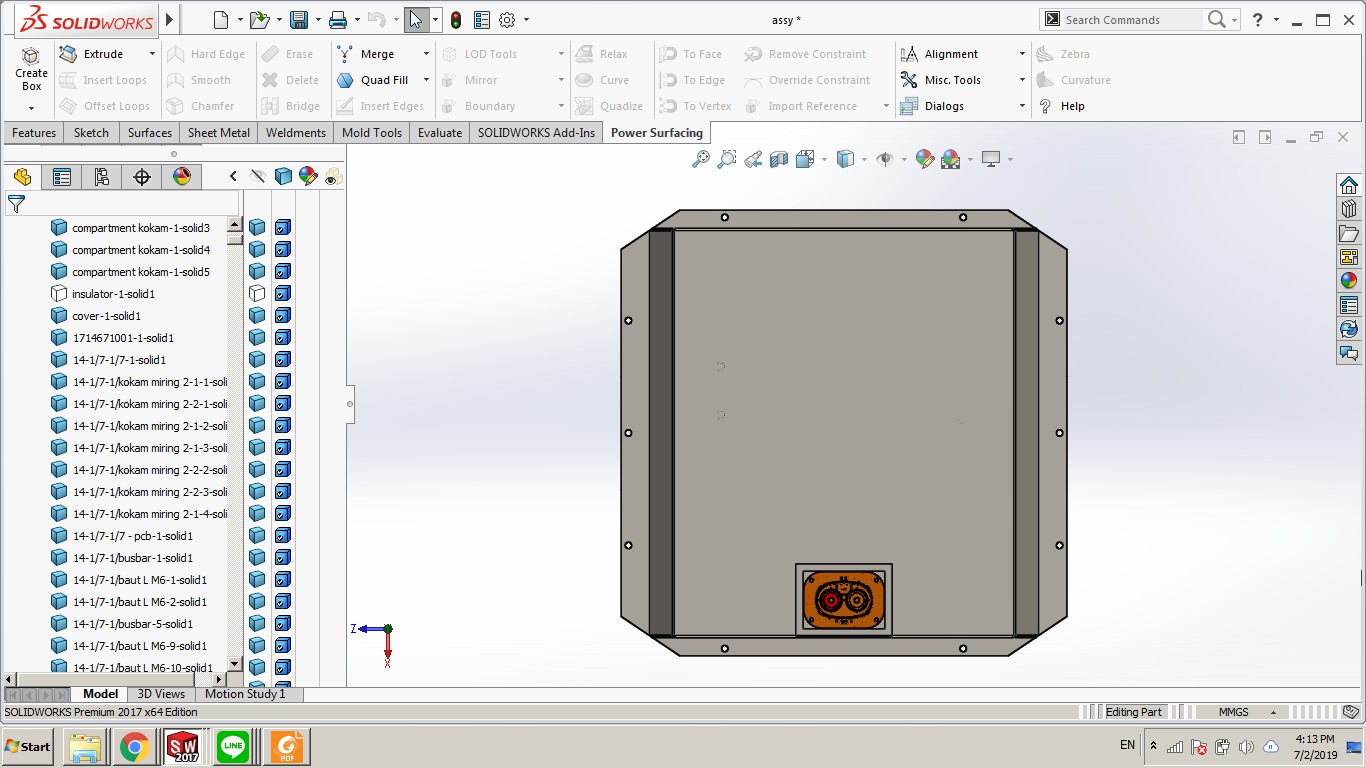 SOLIDWORKS
assy *
Search Commands
?
Create Box
Extrude
Insert Loops
Offset Loops
Hard Edge
Smooth
Chamfer
Erase
Delete
Bridge
Merge
Quad Fill
Insert Edges
LOD Tools
Mirror
Boundary
Relax
Curve
Quadize
To Face
To Edge
To Vertex
Remove Constraint
Override Constraint
Import Reference
Alignment
Misc. Tools
Dialogs
Zebra
Curvature
? Help
Features
Sketch
Surfaces
Sheet Metal
Weldments
Mold Tools
Evaluate
SOLIDWORKS Add-Ins
Power Surfacing
compartment kokam-1-solid3
compartment kokam-1-solid4
compartment kokam-1-solid5
insulator-1-solid1
cover-1-solid1
1714671001-1-solid1
14-1/7-1/7-1-solid1
14-1/7-1/kokam miring 2-1-1-soli
14-1/7-1/kokam miring 2-2-1-soli
14-1/7-1/kokam miring 2-1-2-soli
14-1/7-1/kokam miring 2-1-3-soli
14-1/7-1/kokam miring 2-2-2-soli
14-1/7-1/kokam miring 2-2-3-soli
14-1/7-1/kokam miring 2-1-4-soli
14-1/7-1/7 - pcb-1-solid1
14-1/7-1/busbar-1-solid1
14-1/7-1/baut L M6-1-solid1
14-1/7-1/baut L M6-2-solid1
14-1/7-1/busbar-5-solid1
14-1/7-1/baut L M6-9-solid1
14-1/7-1/baut L M6-10-solid1
Z
X
Model
3D Views
Motion Study 1
SOLIDWORKS Premium 2017 x64 Edition
Editing Part
MMGS
Start
SW
2017
LINE
PDF
EN
4:13 PM
7/2/2019